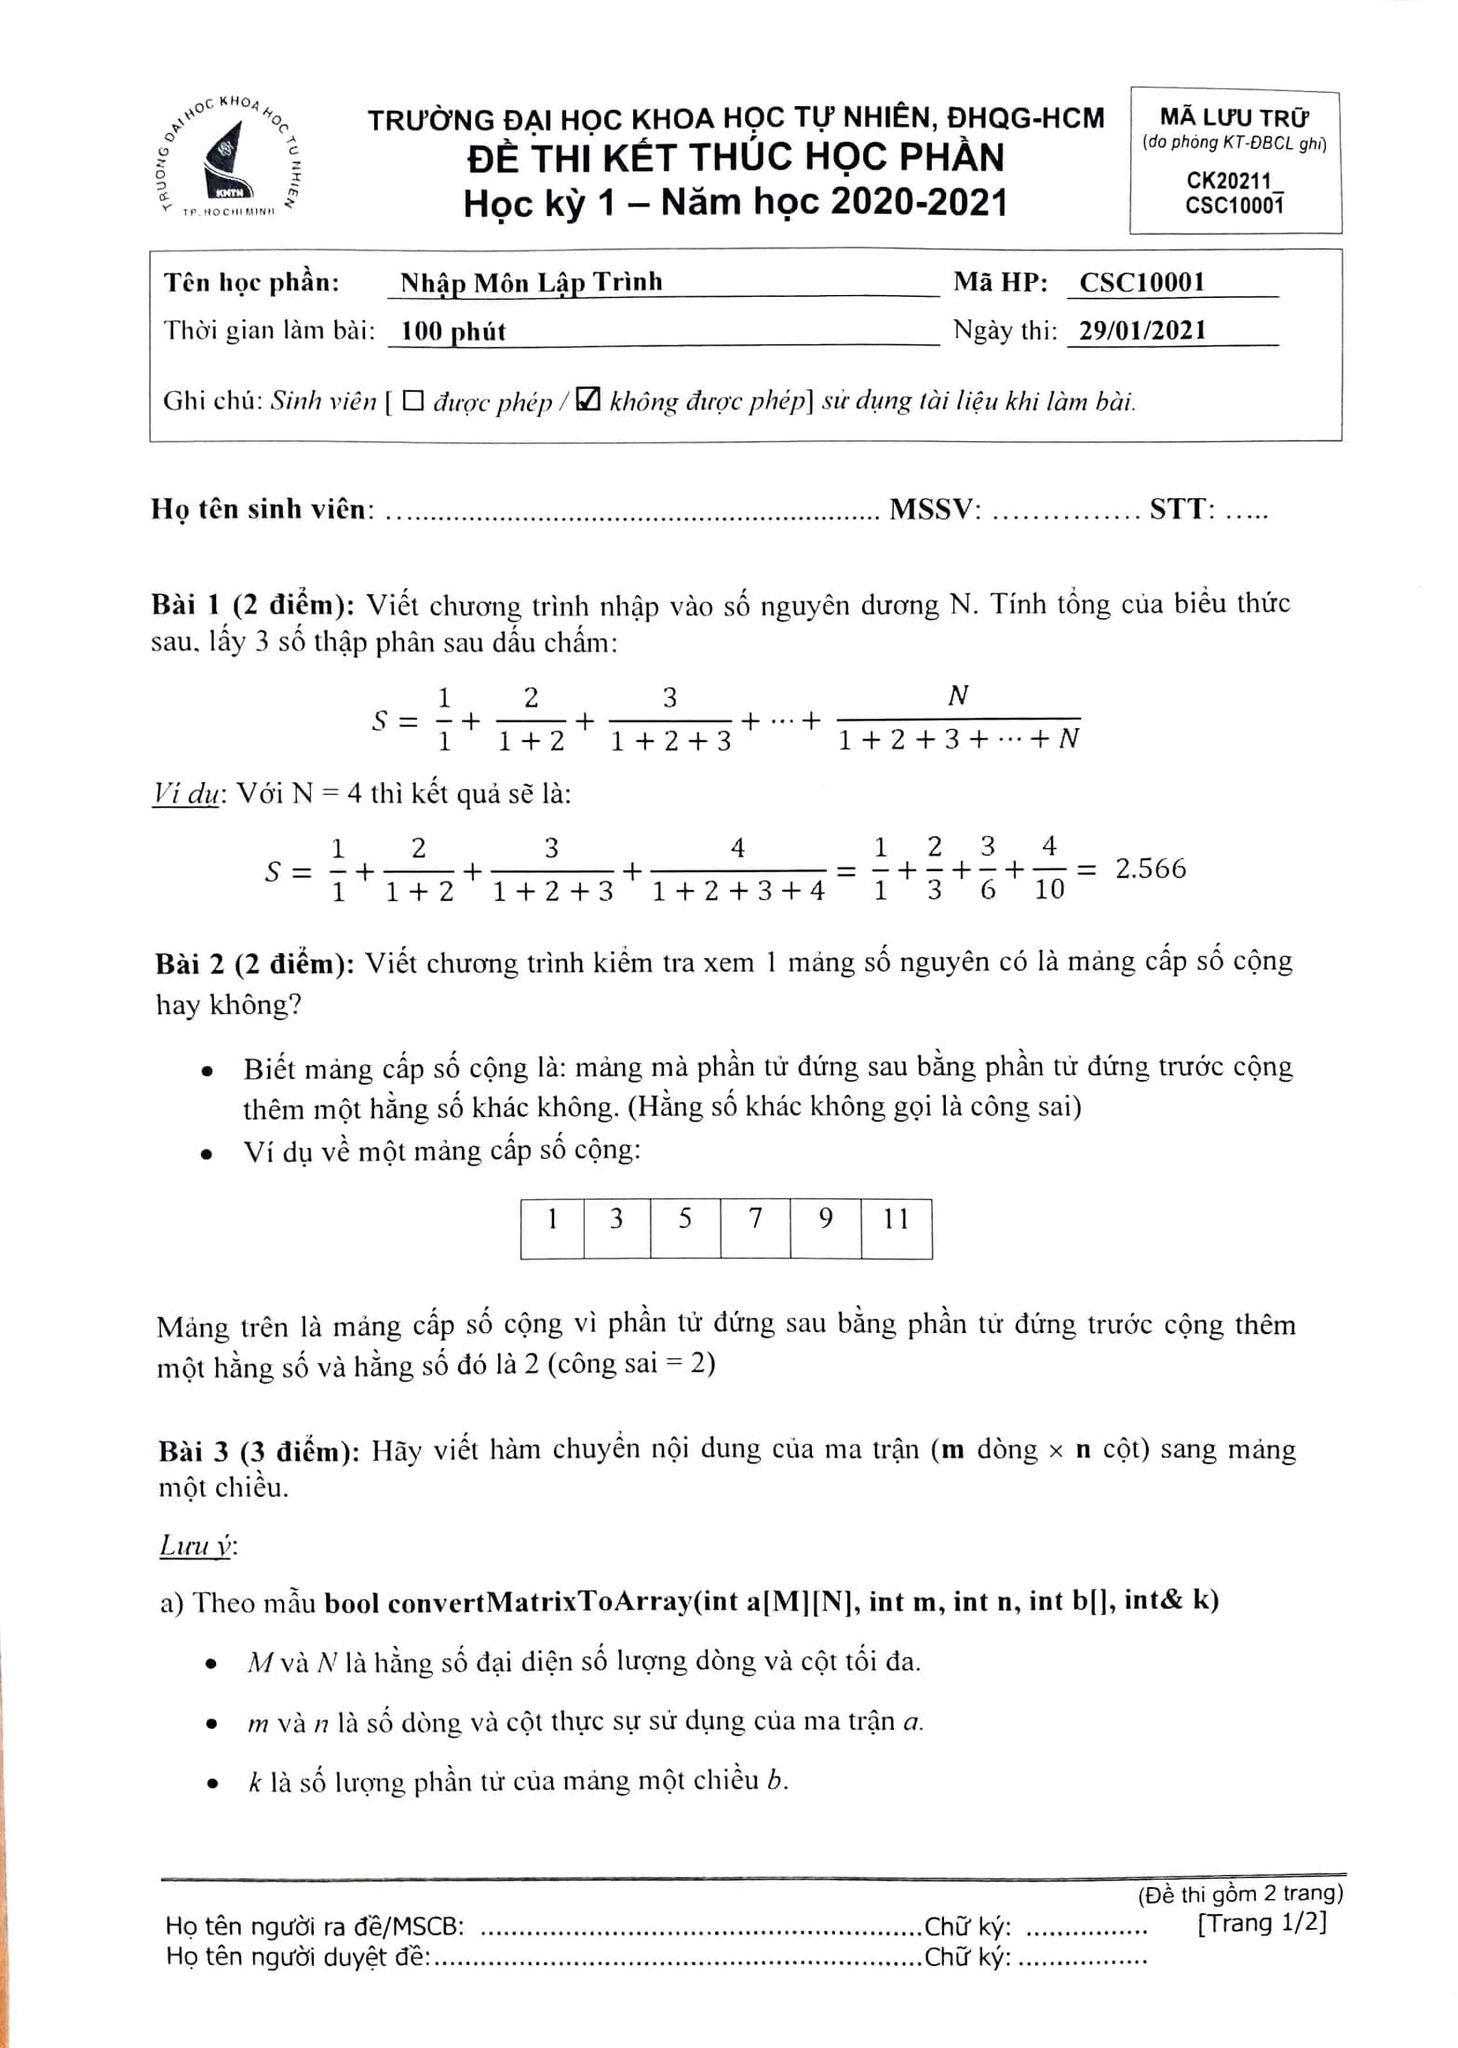 TRƯỜNG ĐẠI HỌC KHOA HỌC TỰ NHIÊN
KHTN
TP. HO CHI MINH
TRƯỜNG ĐẠI HỌC KHOA HỌC TỰ NHIÊN, ĐHQG-HCM
ĐỀ THI KẾT THÚC HỌC PHẦN
Học kỳ 1 – Năm học 2020-2021
MÃ LƯU TRỮ
(do phòng KT-ĐBCL ghi)
CK20211_
CSC10001
Tên học phần: Nhập Môn Lập Trình Mã HP: CSC10001
Thời gian làm bài: 100 phút Ngày thi: 29/01/2021
Ghi chú: Sinh viên [ ☐ được phép / ☑ không được phép] sử dụng tài liệu khi làm bài.
Họ tên sinh viên: ........................................................ MSSV: ............... STT: .....
Bài 1 (2 điểm): Viết chương trình nhập vào số nguyên dương N. Tính tổng của biểu thức
sau, lấy 3 số thập phân sau dấu chấm:
S = 1/1 + 2/(1 + 2) + 3/(1 + 2 + 3) + ⋯ + N/(1 + 2 + 3 + ⋯ + N)
Ví dụ: Với N = 4 thì kết quả sẽ là:
S = 1/1 + 2/(1 + 2) + 3/(1 + 2 + 3) + 4/(1 + 2 + 3 + 4) = 1/1 + 2/3 + 3/6 + 4/10 = 2.566
Bài 2 (2 điểm): Viết chương trình kiểm tra xem 1 mảng số nguyên có là mảng cấp số cộng
hay không?
• Biết mảng cấp số cộng là: mảng mà phần tử đứng sau bằng phần tử đứng trước cộng
thêm một hằng số khác không. (Hằng số khác không gọi là công sai)
• Ví dụ về một mảng cấp số cộng:
1 3 5 7 9 11
Mảng trên là mảng cấp số cộng vì phần tử đứng sau bằng phần tử đứng trước cộng thêm
một hằng số và hằng số đó là 2 (công sai = 2)
Bài 3 (3 điểm): Hãy viết hàm chuyển nội dung của ma trận (m dòng × n cột) sang mảng
một chiều.
Lưu ý:
a) Theo mẫu bool convertMatrixToArray(int a[M][N], int m, int n, int b[], int& k)
• M và N là hằng số đại diện số lượng dòng và cột tối đa.
• m và n là số dòng và cột thực sự sử dụng của ma trận a.
• k là số lượng phần tử của mảng một chiều b.
(Đề thi gồm 2 trang)
Họ tên người ra đề/MSCB: ........................................................Chữ ký: ................ [Trang 1/2]
Họ tên người duyệt đề:..............................................................Chữ ký: .................